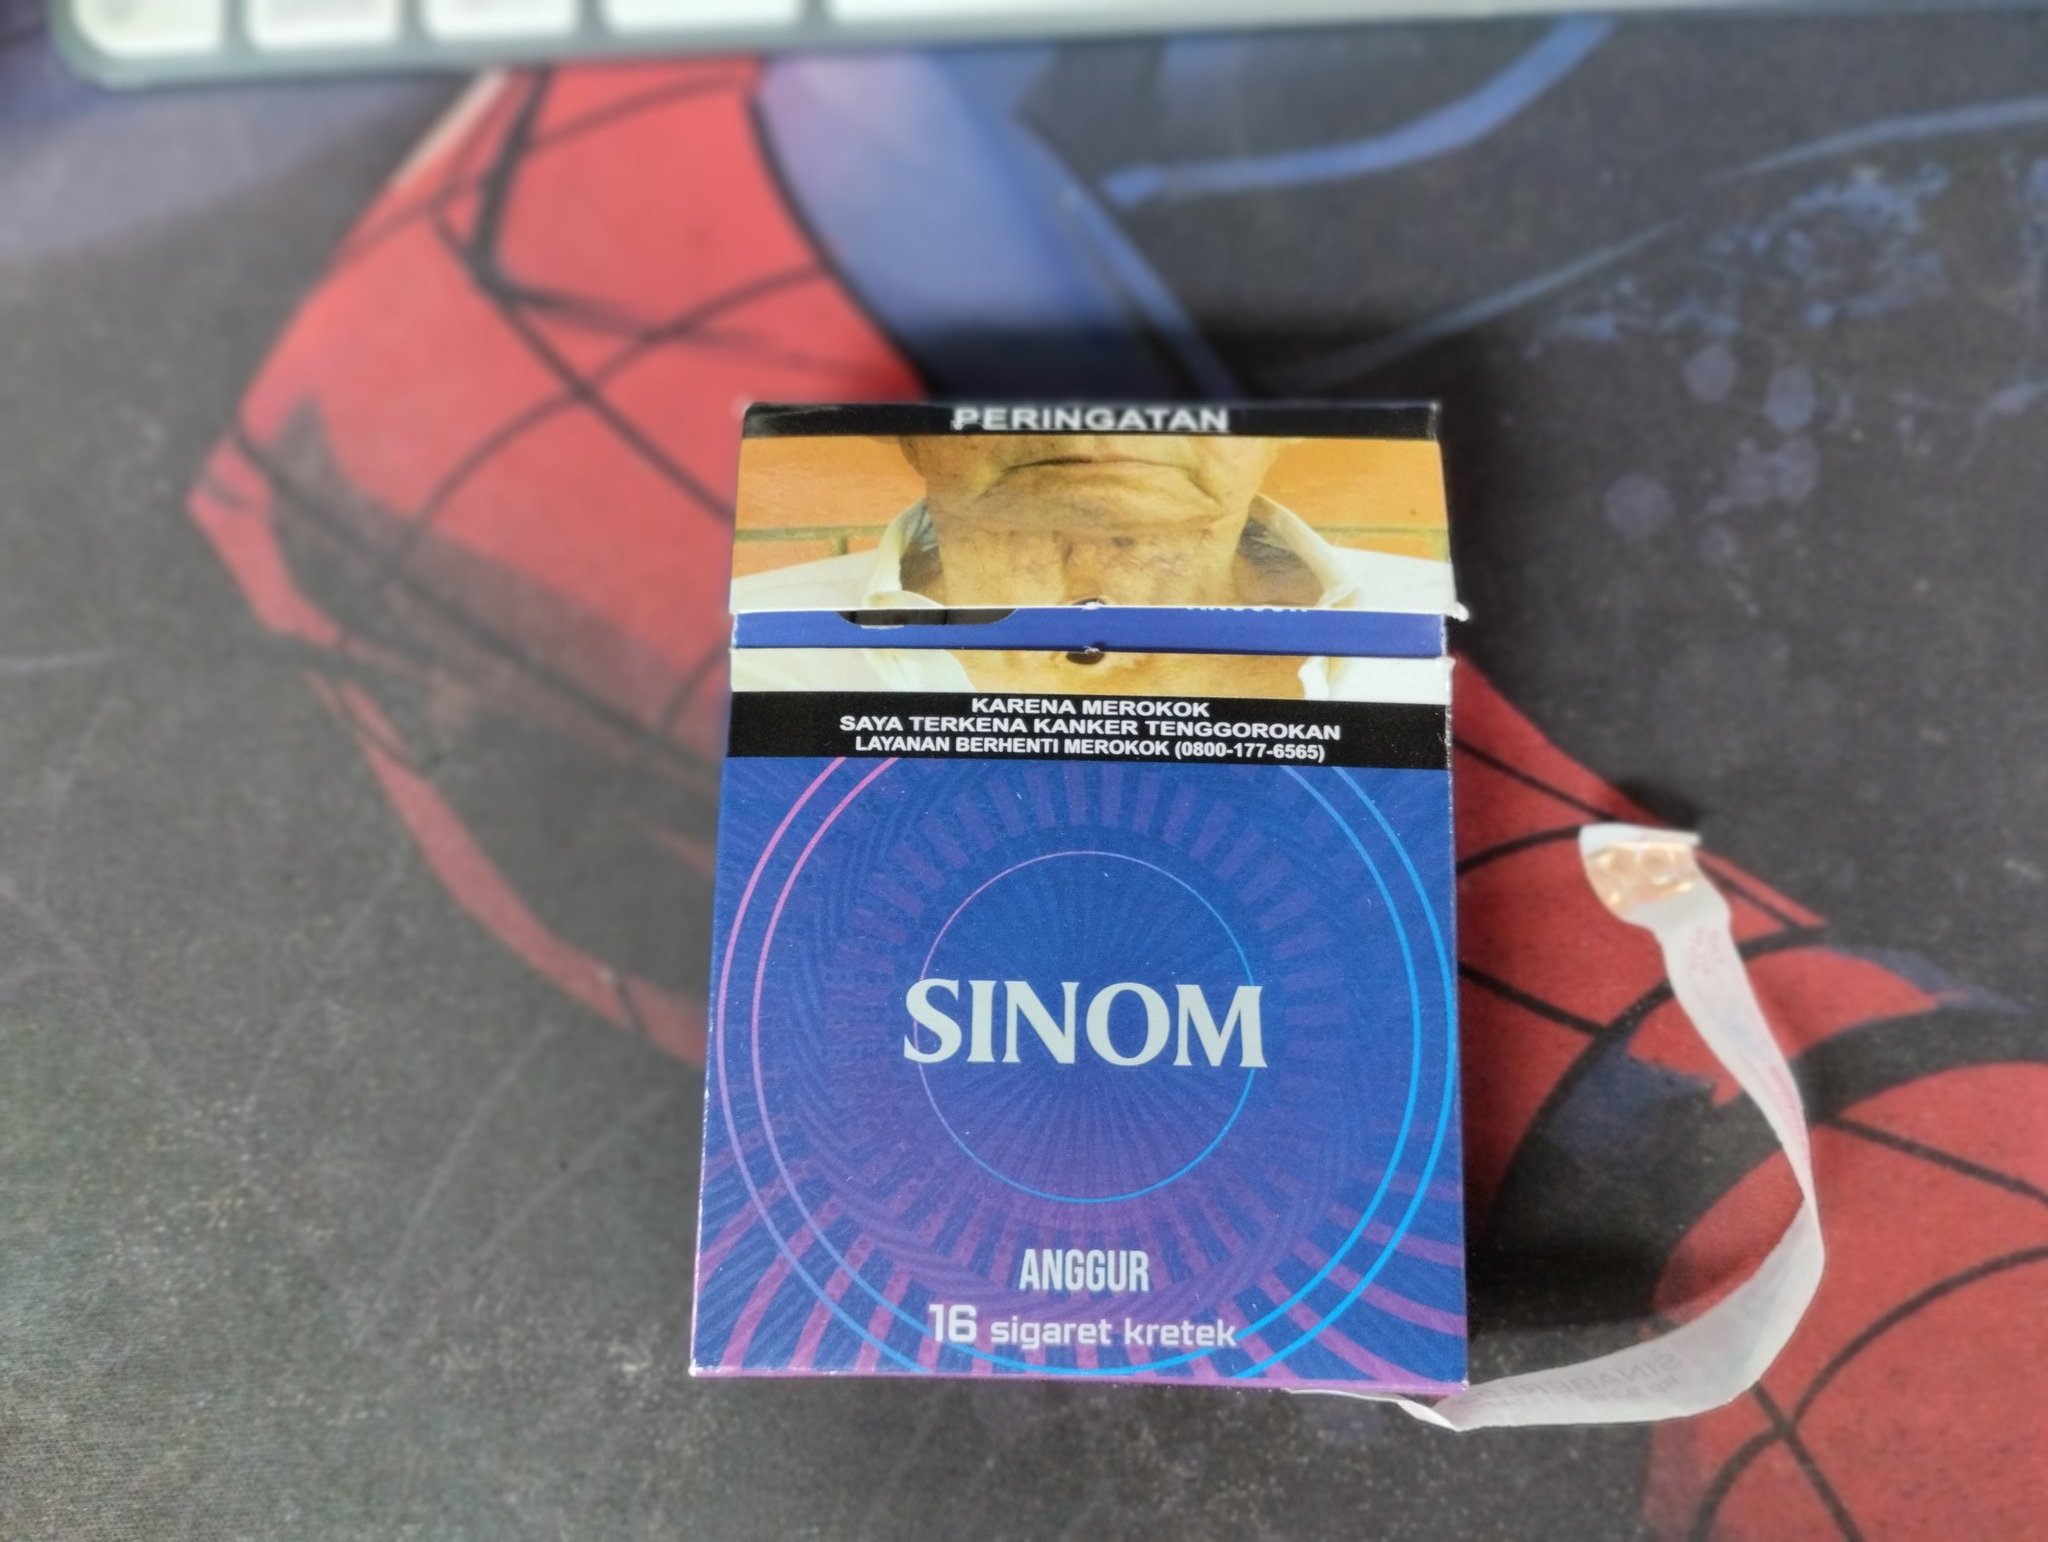 PERINGATAN
KARENA MEROKOK
SAYA TERKENA KANKER TENGGOROKAN
LAYANAN BERHENTI MEROKOK (0800-177-6565)
SINOM
ANGGUR
16 sigaret kretek